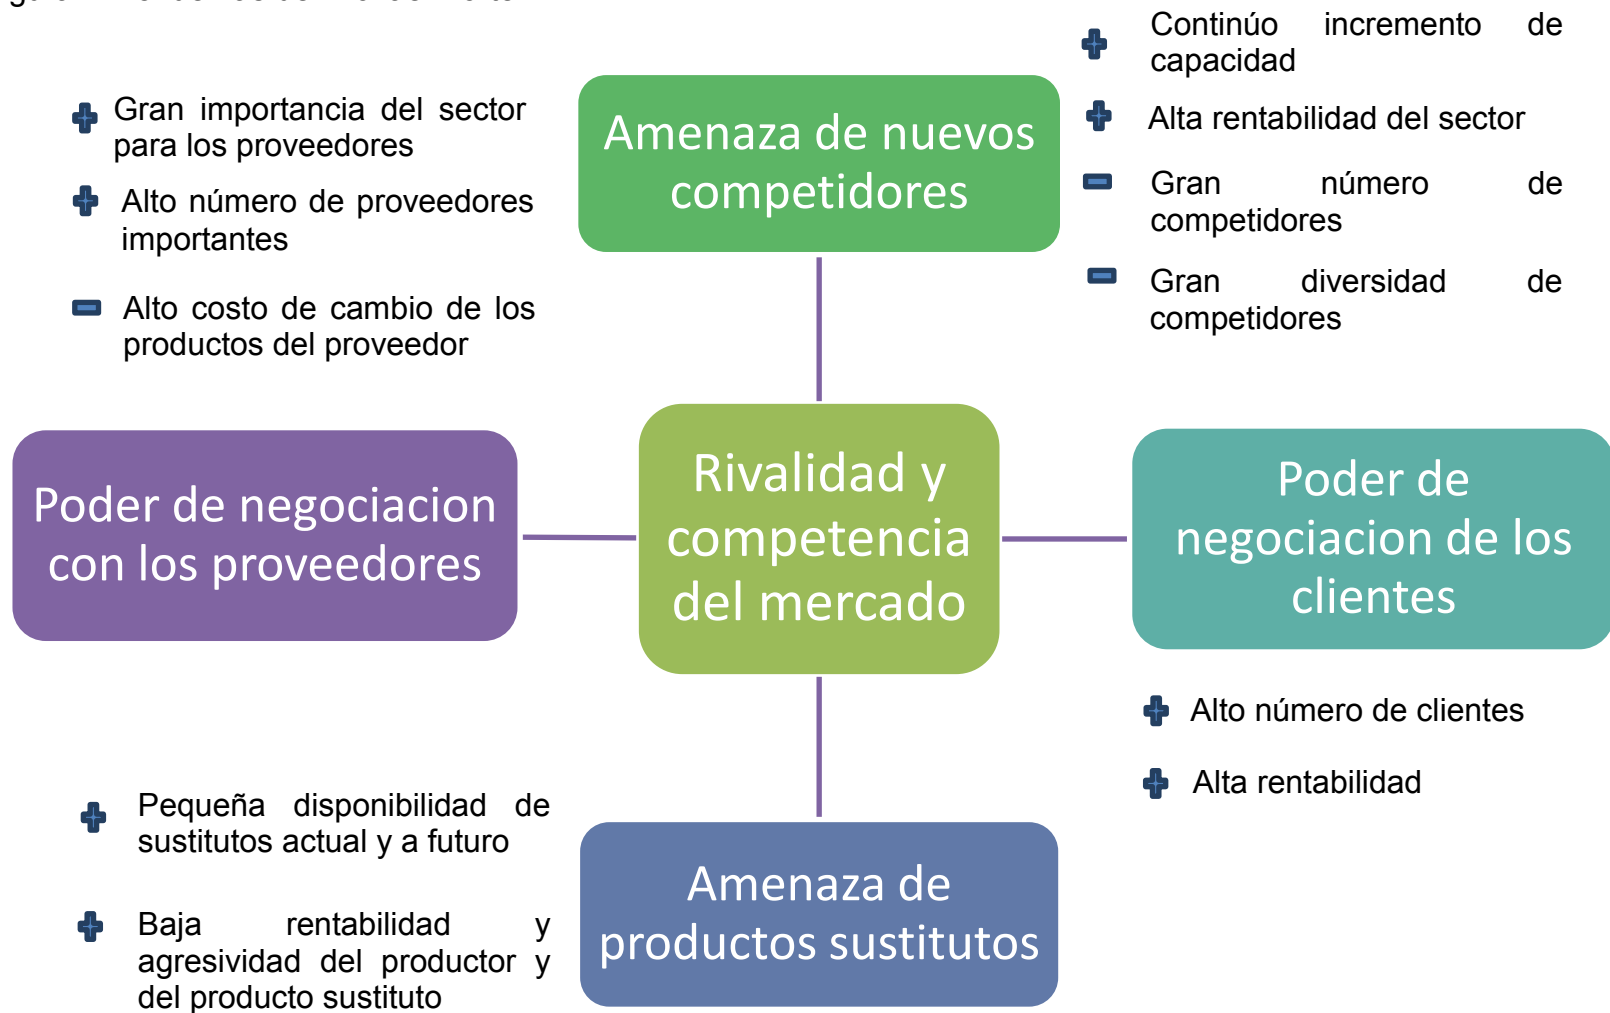 Continúo incremento de
capacidad
Gran importancia del sector
para los proveedores
Alto número de proveedores
importantes
Alto costo de cambio de los
productos del proveedor
Amenaza de nuevos
competidores
Alta rentabilidad del sector
Gran número de
competidores
Gran diversidad de
competidores
Poder de negociacion
con los proveedores
Rivalidad y
competencia
del mercado
Poder de
negociacion de los
clientes
Alto número de clientes
Alta rentabilidad
Pequeña disponibilidad de
sustitutos actual y a futuro
Baja rentabilidad y
agresividad del productor y
del producto sustituto
Amenaza de
productos sustitutos